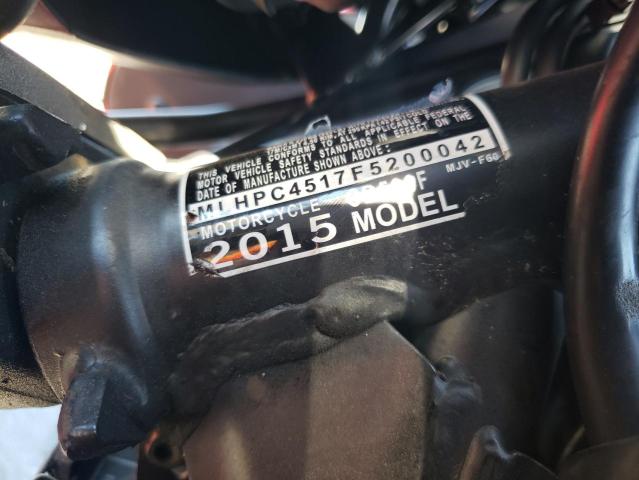 THIS VEHICLE CONFORMS TO ALL APPLICABLE FEDERAL
MOTOR VEHICLE SAFETY STANDARDS IN EFFECT ON THE
DATE OF MANUFACTURE SHOWN ABOVE:
MLHPC4517F5200042
MOTORCYCLE MJV-F60
2015 MODEL